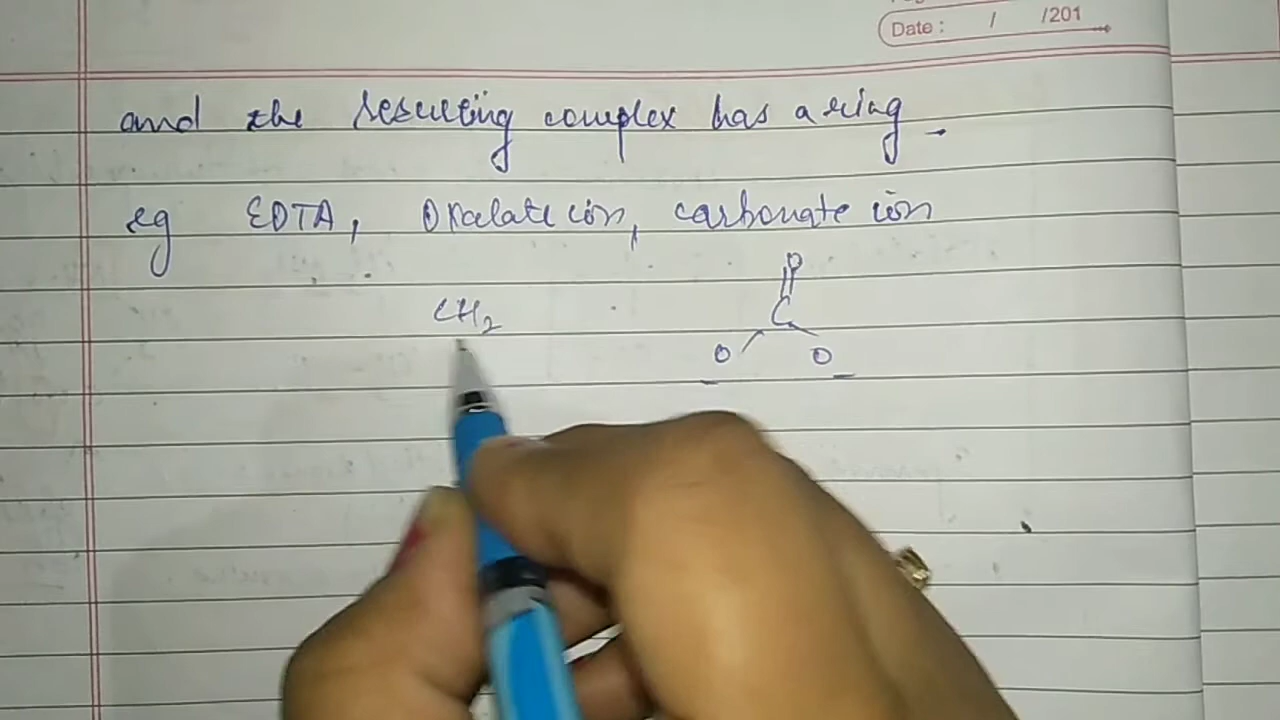 Date : / /201
and the resulting complex has a ring.
eg EDTA, Oxalate ion, carbonate ion
O
CH2 C
O O